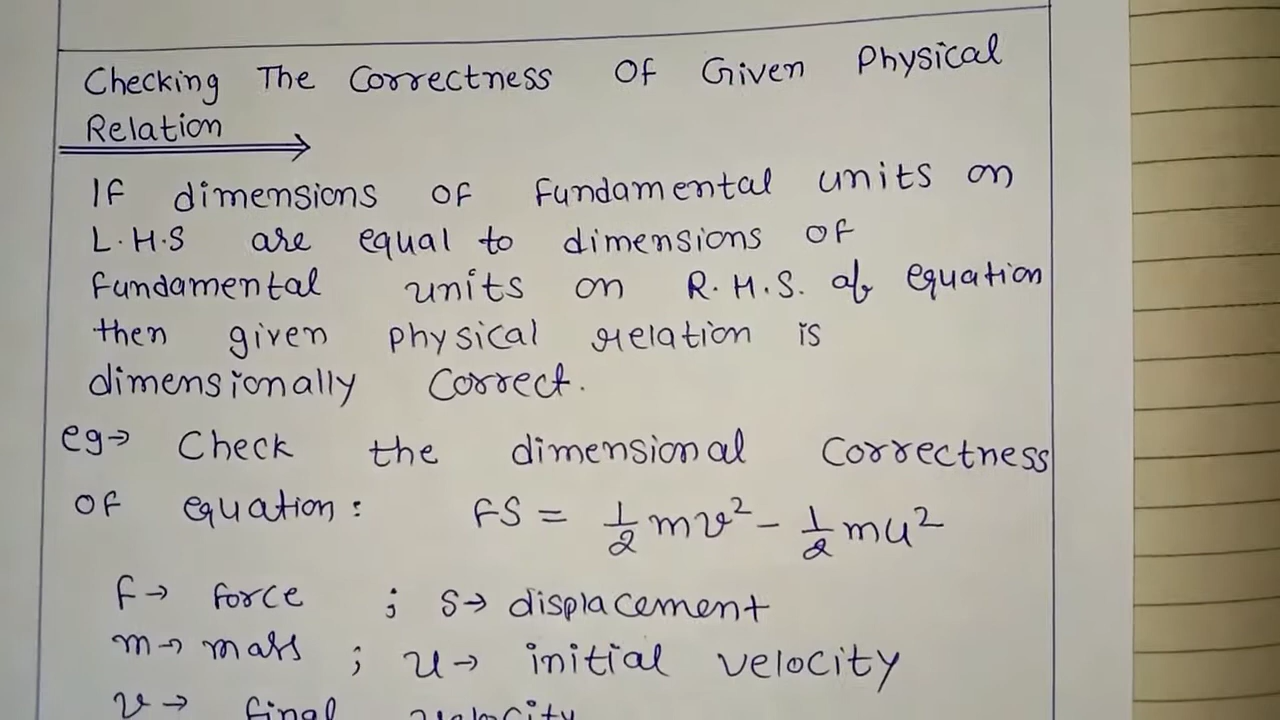 Checking The Correctness Of Given Physical
Relation
If dimensions of fundamental units on
L.H.S are equal to dimensions of
fundamental units on R.H.S. of equation
then given physical relation is
dimensionally correct.
eg→ Check the dimensional correctness
of equation: FS = 1/2 mv² - 1/2 mu²
F→ force ; s→ displacement
m→ mass ; u→ initial velocity
v→ final velocity